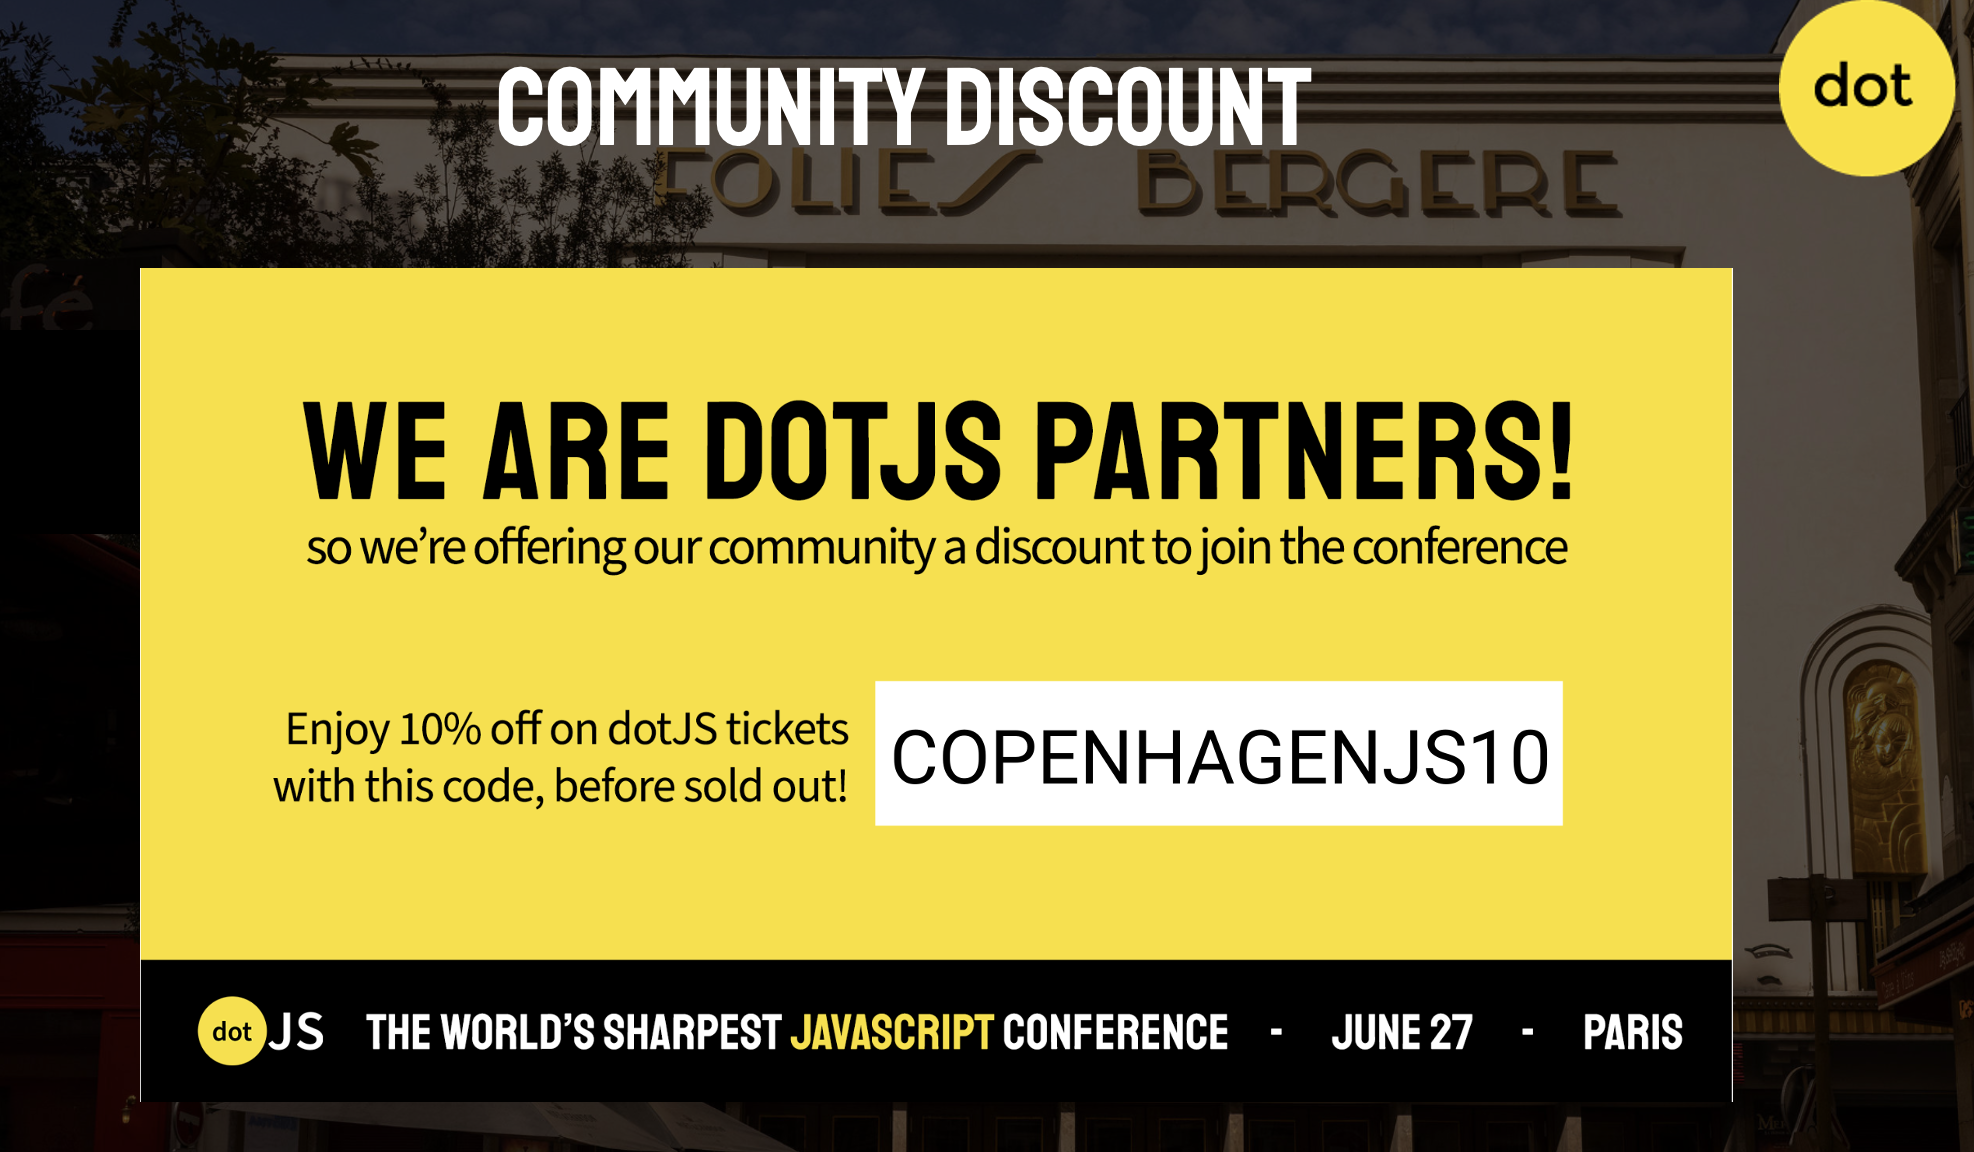 COMMUNITY DISCOUNT
dot
FOLIES BERGERE
fé
WE ARE DOTJS PARTNERS!
so we're offering our community a discount to join the conference
Enjoy 10% off on dotJS tickets
with this code, before sold out!
COPENHAGENJS10
dotJS THE WORLD'S SHARPEST JAVASCRIPT CONFERENCE - JUNE 27 - PARIS